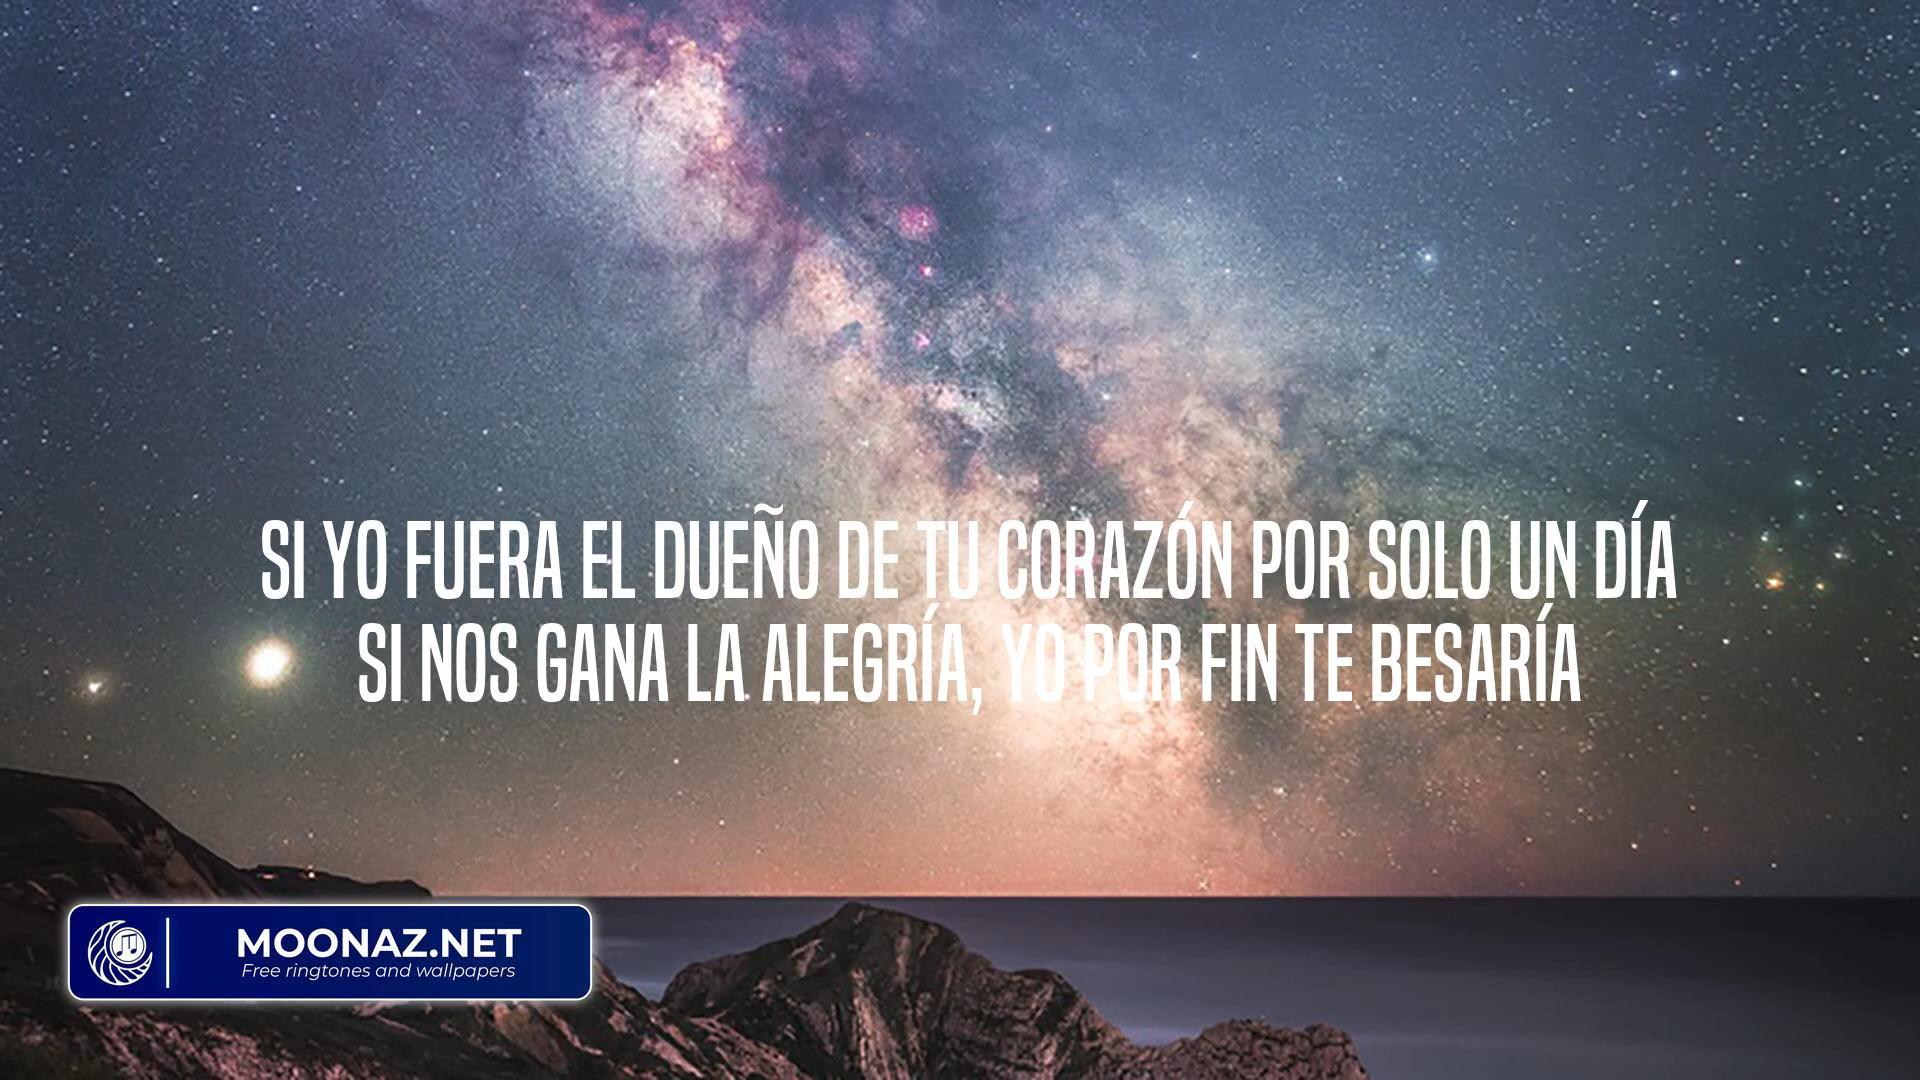 SI YO FUERA EL DUEÑO DE TU CORAZÓN POR SOLO UN DÍA
SI NOS GANA LA ALEGRÍA, YO POR FIN TE BESARÍA
MOONAZ.NET
Free ringtones and wallpapers